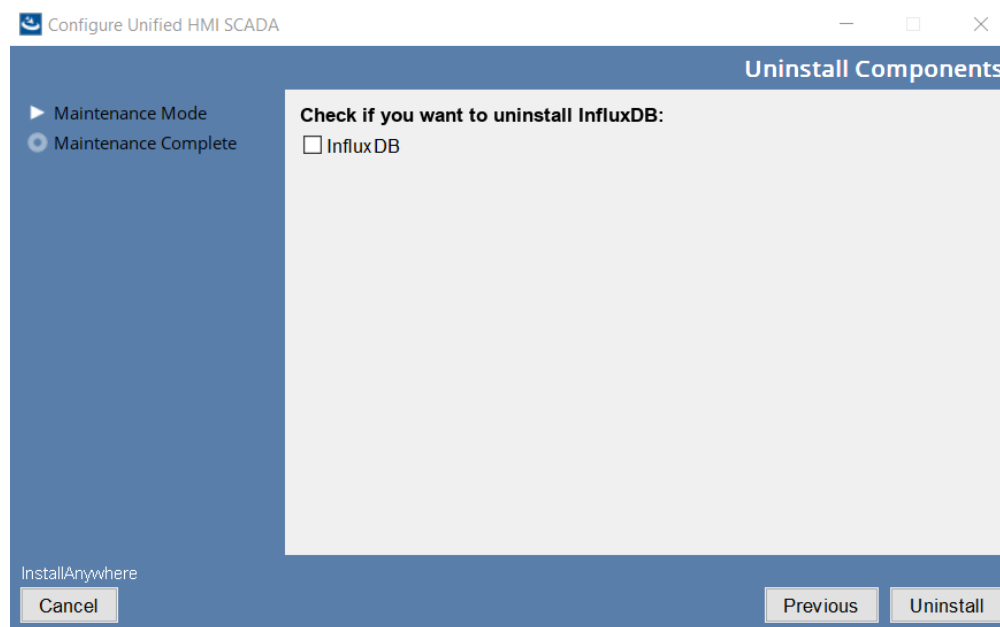 Configure Unified HMI SCADA
Uninstall Components
Maintenance Mode
Maintenance Complete
Check if you want to uninstall InfluxDB:
InfluxDB
InstallAnywhere
Cancel
Previous
Uninstall